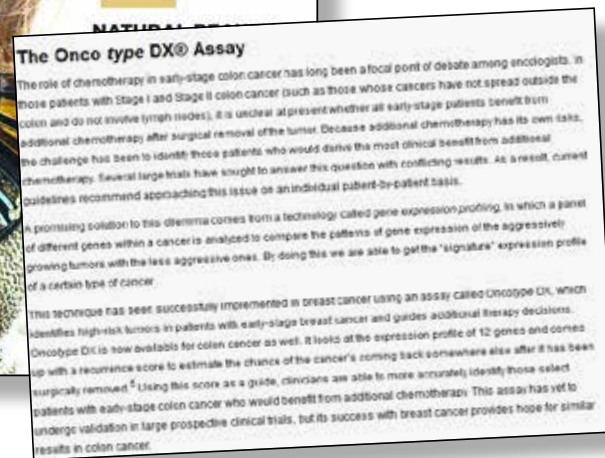 NATURAL
The Onco type DX® Assay
The role of chemotherapy in early-stage colon cancer has long been a focal point of debate among oncologists. In
those patients with Stage I and Stage II colon cancer (such as those whose cancers have not spread outside the
colon and do not involve lymph nodes), it is unclear at present whether all early-stage patients benefit from
additional chemotherapy after surgical removal of the tumor. Because additional chemotherapy has its own risks,
the challenge has been to identify those patients who would derive the most clinical benefit from additional
chemotherapy. Several large trials have sought to answer this question with conflicting results. As a result, current
guidelines recommend approaching this issue on an individual patient-by-patient basis.
A promising solution to this dilemma comes from a technology called gene expression profiling, in which a panel
of different genes within a cancer is analyzed to compare the patterns of gene expression of the aggressively
growing tumors with the less aggressive ones. By doing this we are able to get the "signature" expression profile
of a certain type of cancer.
This technique has been successfully implemented in breast cancer using an assay called Oncotype DX, which
identifies high-risk tumors in patients with early-stage breast cancer and guides additional therapy decisions.
Oncotype DX is now available for colon cancer as well. It looks at the expression profile of 12 genes and comes
up with a recurrence score to estimate the chance of the cancer's coming back somewhere else after it has been
surgically removed. Using this score as a guide, clinicians are able to more accurately identify those select
patients with early-stage colon cancer who would benefit from additional chemotherapy. This assay has yet to
undergo validation in large prospective clinical trials, but its success with breast cancer provides hope for similar
results in colon cancer.